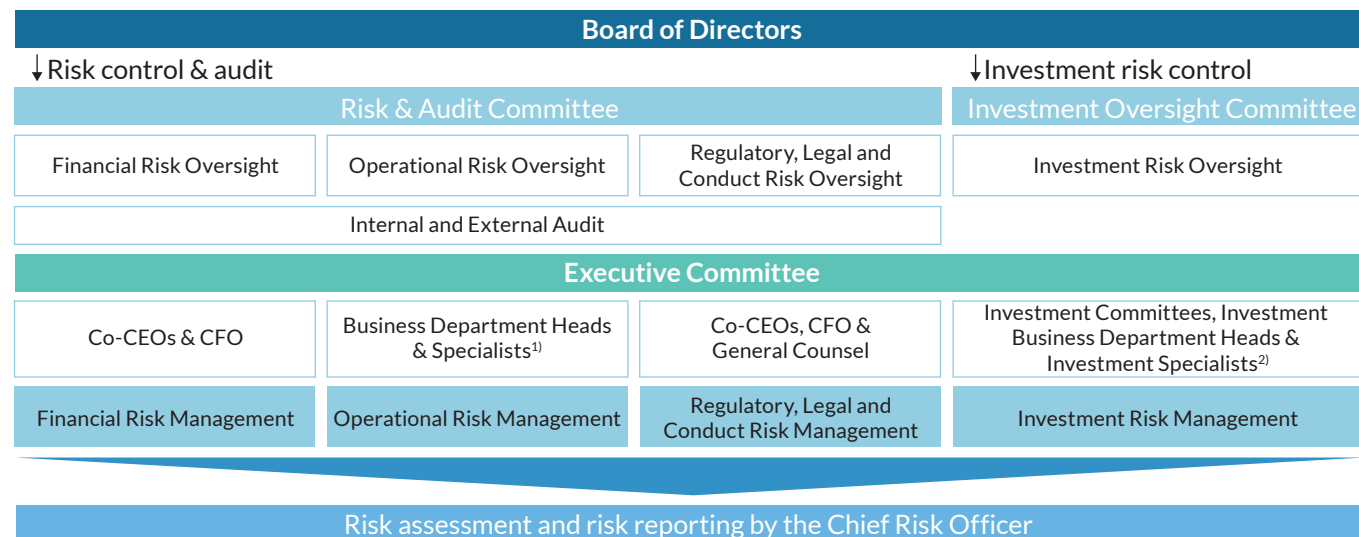 Board of Directors
↓Risk control & audit
↓Investment risk control
Risk & Audit Committee
Investment Oversight Committee
Financial Risk Oversight
Operational Risk Oversight
Regulatory, Legal and
Conduct Risk Oversight
Investment Risk Oversight
Internal and External Audit
Executive Committee
Co-CEOs & CFO
Business Department Heads
& Specialists¹⁾
Co-CEOs, CFO &
General Counsel
Investment Committees, Investment
Business Department Heads &
Investment Specialists²⁾
Financial Risk Management
Operational Risk Management
Regulatory, Legal and
Conduct Risk Management
Investment Risk Management
Risk assessment and risk reporting by the Chief Risk Officer